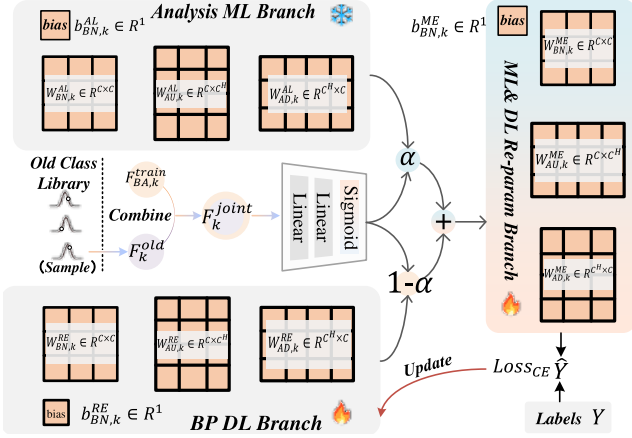 Analysis ML Branch
bias b^{AL}_{BN,k} ∈ R^1
W^{AL}_{BN,k} ∈ R^{C×C}
W^{AL}_{AU,k} ∈ R^{C×C^H}
W^{AL}_{AD,k} ∈ R^{C^H×C}
b^{ME}_{BN,k} ∈ R^1
bias
W^{ME}_{BN,k} ∈ R^{C×C}
W^{ME}_{AU,k} ∈ R^{C×C^H}
W^{ME}_{AD,k} ∈ R^{C^H×C}
ML& DL Re-param Branch
Old Class
Library
(Sample)
F^{train}_{BA,k}
Combine
F^{old}_k
F^{joint}_k
Linear
Linear
Sigmoid
α
+
1-α
W^{RE}_{BN,k} ∈ R^{C×C}
W^{RE}_{AU,k} ∈ R^{C×C^H}
W^{RE}_{AD,k} ∈ R^{C^H×C}
bias b^{RE}_{BN,k} ∈ R^1
BP DL Branch
Update
Loss_{CE} Ŷ
Labels Y